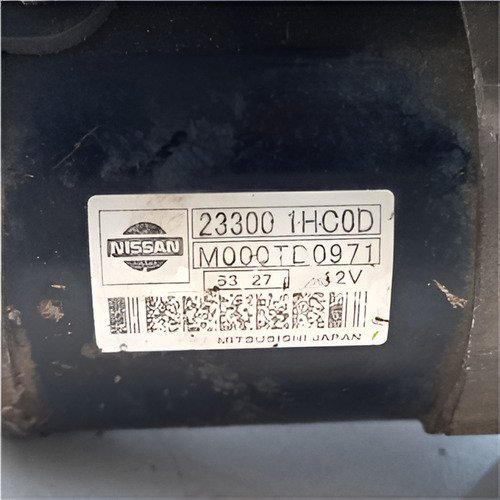 NISSAN
23300 1HC0D
M000TD0971
53 27 12V
MITSUBISHI JAPAN